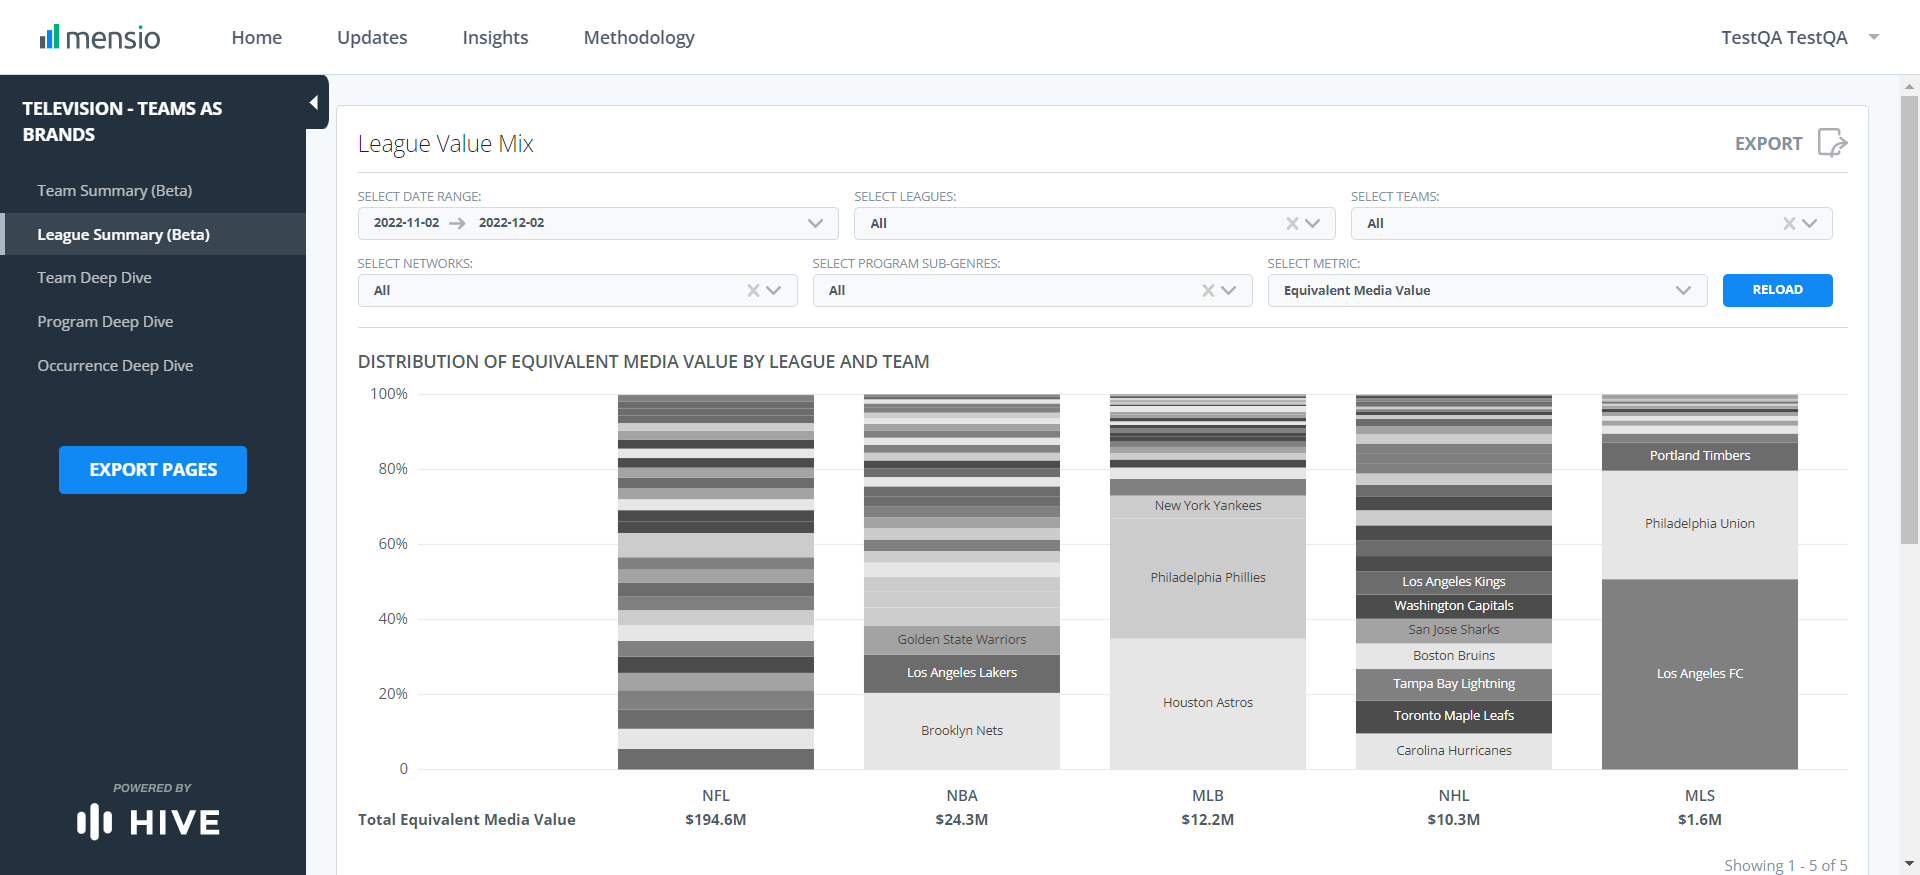 mensio
Home
Updates
Insights
Methodology
TestQA TestQA
TELEVISION - TEAMS AS
BRANDS
Team Summary (Beta)
League Summary (Beta)
Team Deep Dive
Program Deep Dive
Occurrence Deep Dive
EXPORT PAGES
POWERED BY
HIVE
League Value Mix
EXPORT
SELECT DATE RANGE:
2022-11-02
2022-12-02
SELECT LEAGUES:
All
SELECT TEAMS:
All
SELECT NETWORKS:
All
SELECT PROGRAM SUB-GENRES:
All
SELECT METRIC:
Equivalent Media Value
RELOAD
DISTRIBUTION OF EQUIVALENT MEDIA VALUE BY LEAGUE AND TEAM
100%
80%
60%
40%
20%
0
Golden State Warriors
Los Angeles Lakers
Brooklyn Nets
New York Yankees
Philadelphia Phillies
Houston Astros
Los Angeles Kings
Washington Capitals
San Jose Sharks
Boston Bruins
Tampa Bay Lightning
Toronto Maple Leafs
Carolina Hurricanes
Portland Timbers
Philadelphia Union
Los Angeles FC
NFL NBA MLB NHL MLS
Total Equivalent Media Value $194.6M $24.3M $12.2M $10.3M $1.6M
Showing 1 - 5 of 5